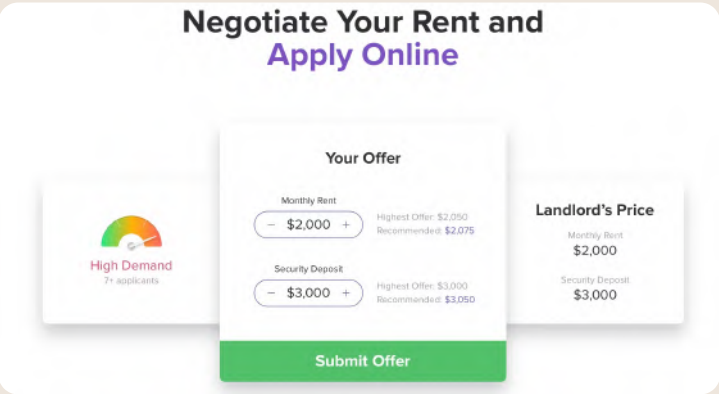 Negotiate Your Rent and
Apply Online
High Demand
7+ applicants
Your Offer
Monthly Rent
− $2,000 +
Highest Offer: $2,050
Recommended: $2,075
Security Deposit
− $3,000 +
Highest Offer: $3,000
Recommended: $3,050
Submit Offer
Landlord's Price
Monthly Rent
$2,000
Security Deposit
$3,000